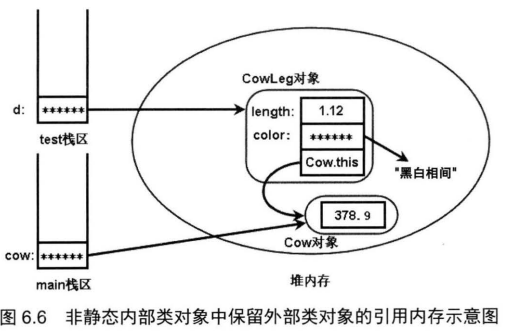 CowLeg对象
length:
1.12
d:
******
color:
******
test栈区
Cow.this
"黑白相间"
378.9
Cow对象
cow:
******
main栈区
堆内存
图 6.6 非静态内部类对象中保留外部类对象的引用内存示意图